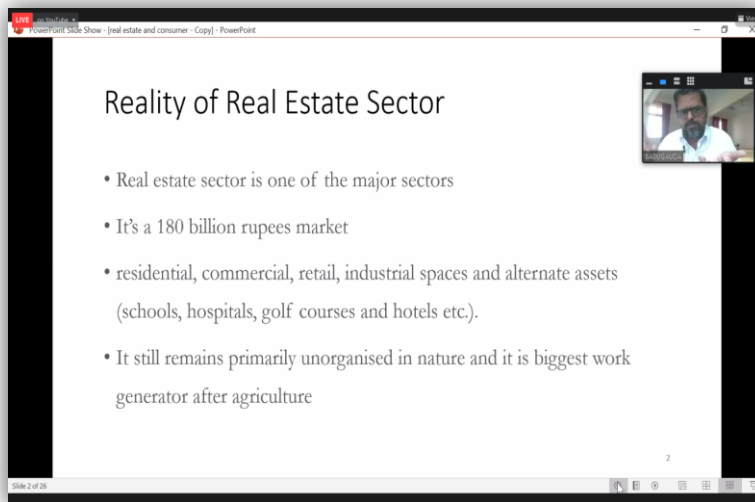 LIVE on YouTube
PowerPoint Slide Show - [real estate and consumer - Copy] - PowerPoint
Reality of Real Estate Sector
• Real estate sector is one of the major sectors
• It's a 180 billion rupees market
• residential, commercial, retail, industrial spaces and alternate assets
(schools, hospitals, golf courses and hotels etc.).
• It still remains primarily unorganised in nature and it is biggest work
generator after agriculture
2
Slide 2 of 26